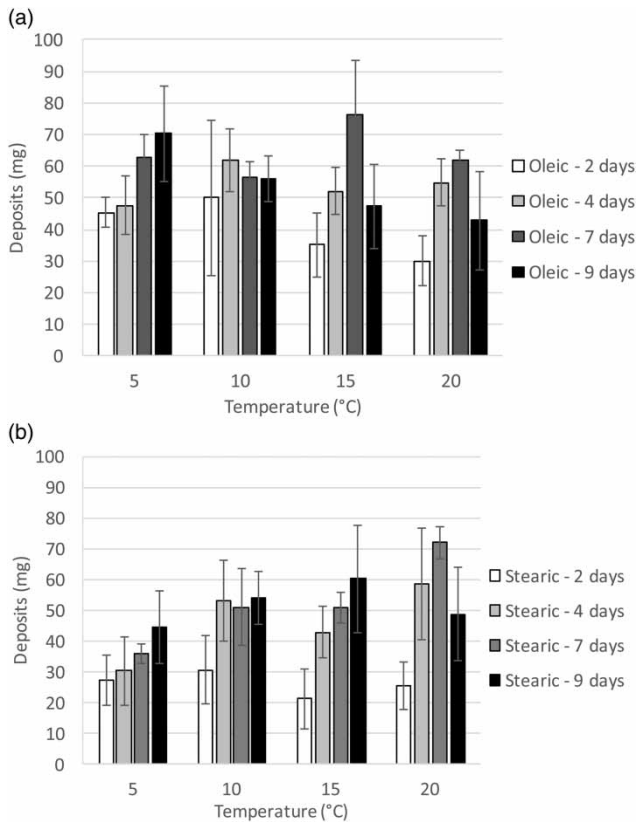 (a)
100
90
80
70
60
50
40
30
20
10
0
Deposits (mg)
5 10 15 20
Temperature (°C)
Oleic - 2 days
Oleic - 4 days
Oleic - 7 days
Oleic - 9 days
(b)
100
90
80
70
60
50
40
30
20
10
0
Deposits (mg)
5 10 15 20
Temperature (°C)
Stearic - 2 days
Stearic - 4 days
Stearic - 7 days
Stearic - 9 days